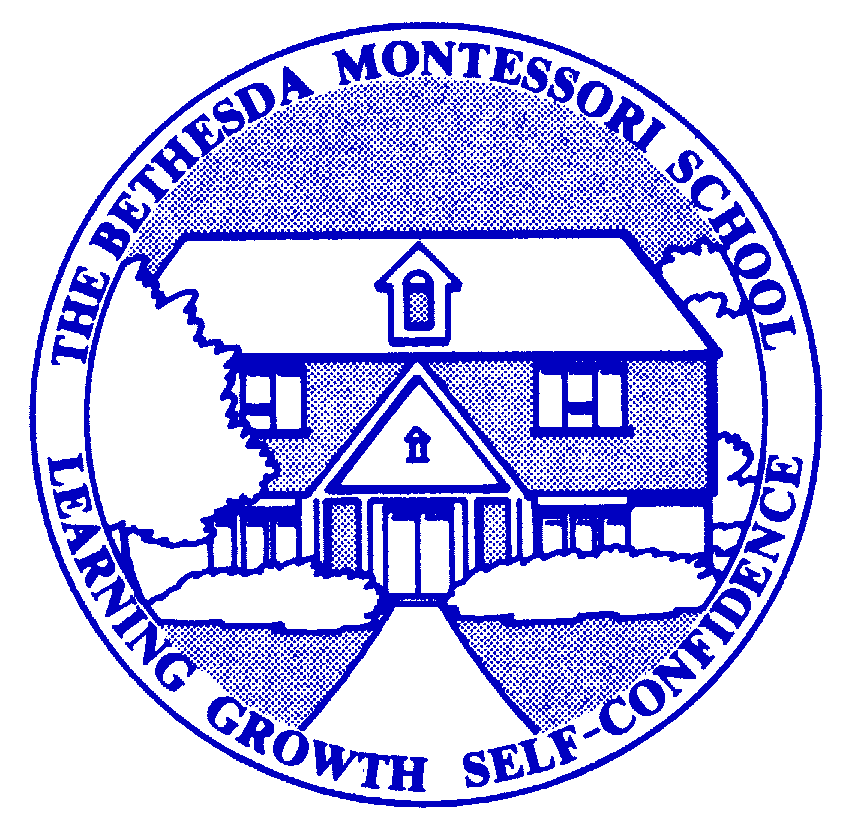 THE BETHESDA MONTESSORI SCHOOL
LEARNING GROWTH SELF-CONFIDENCE